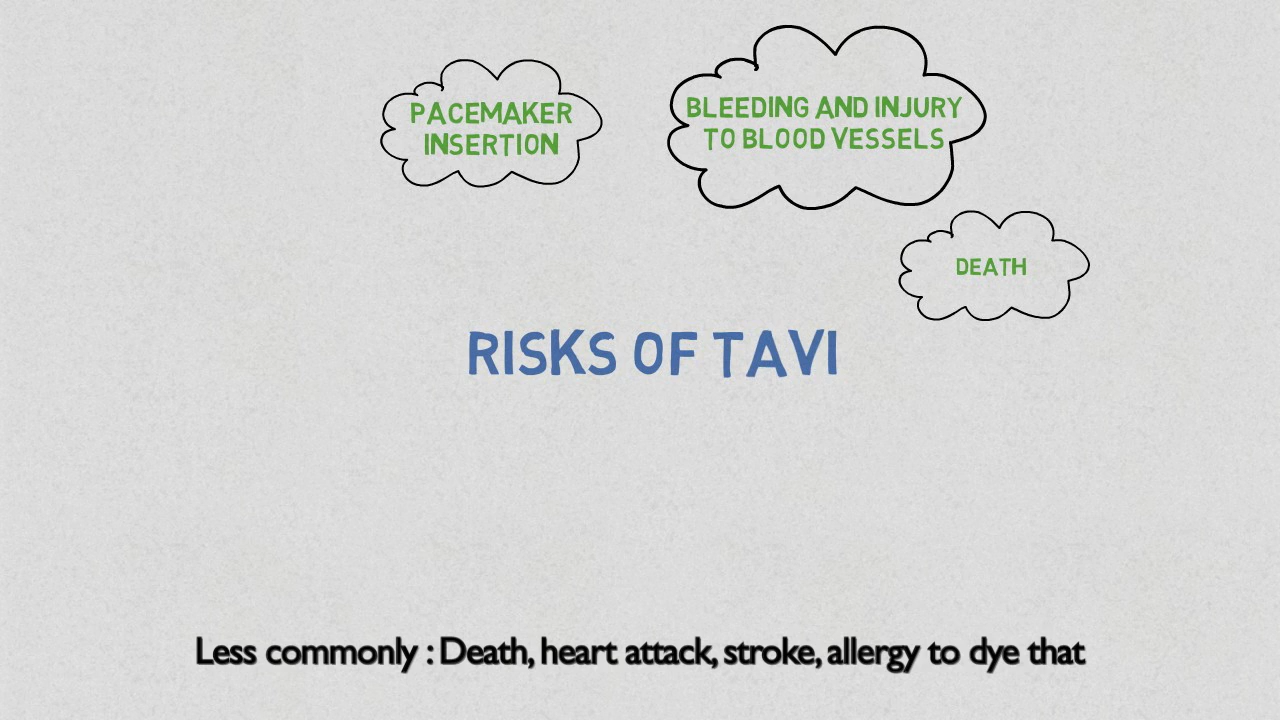 PACEMAKER
INSERTION
BLEEDING AND INJURY
TO BLOOD VESSELS
DEATH
RISKS OF TAVI
Less commonly : Death, heart attack, stroke, allergy to dye that